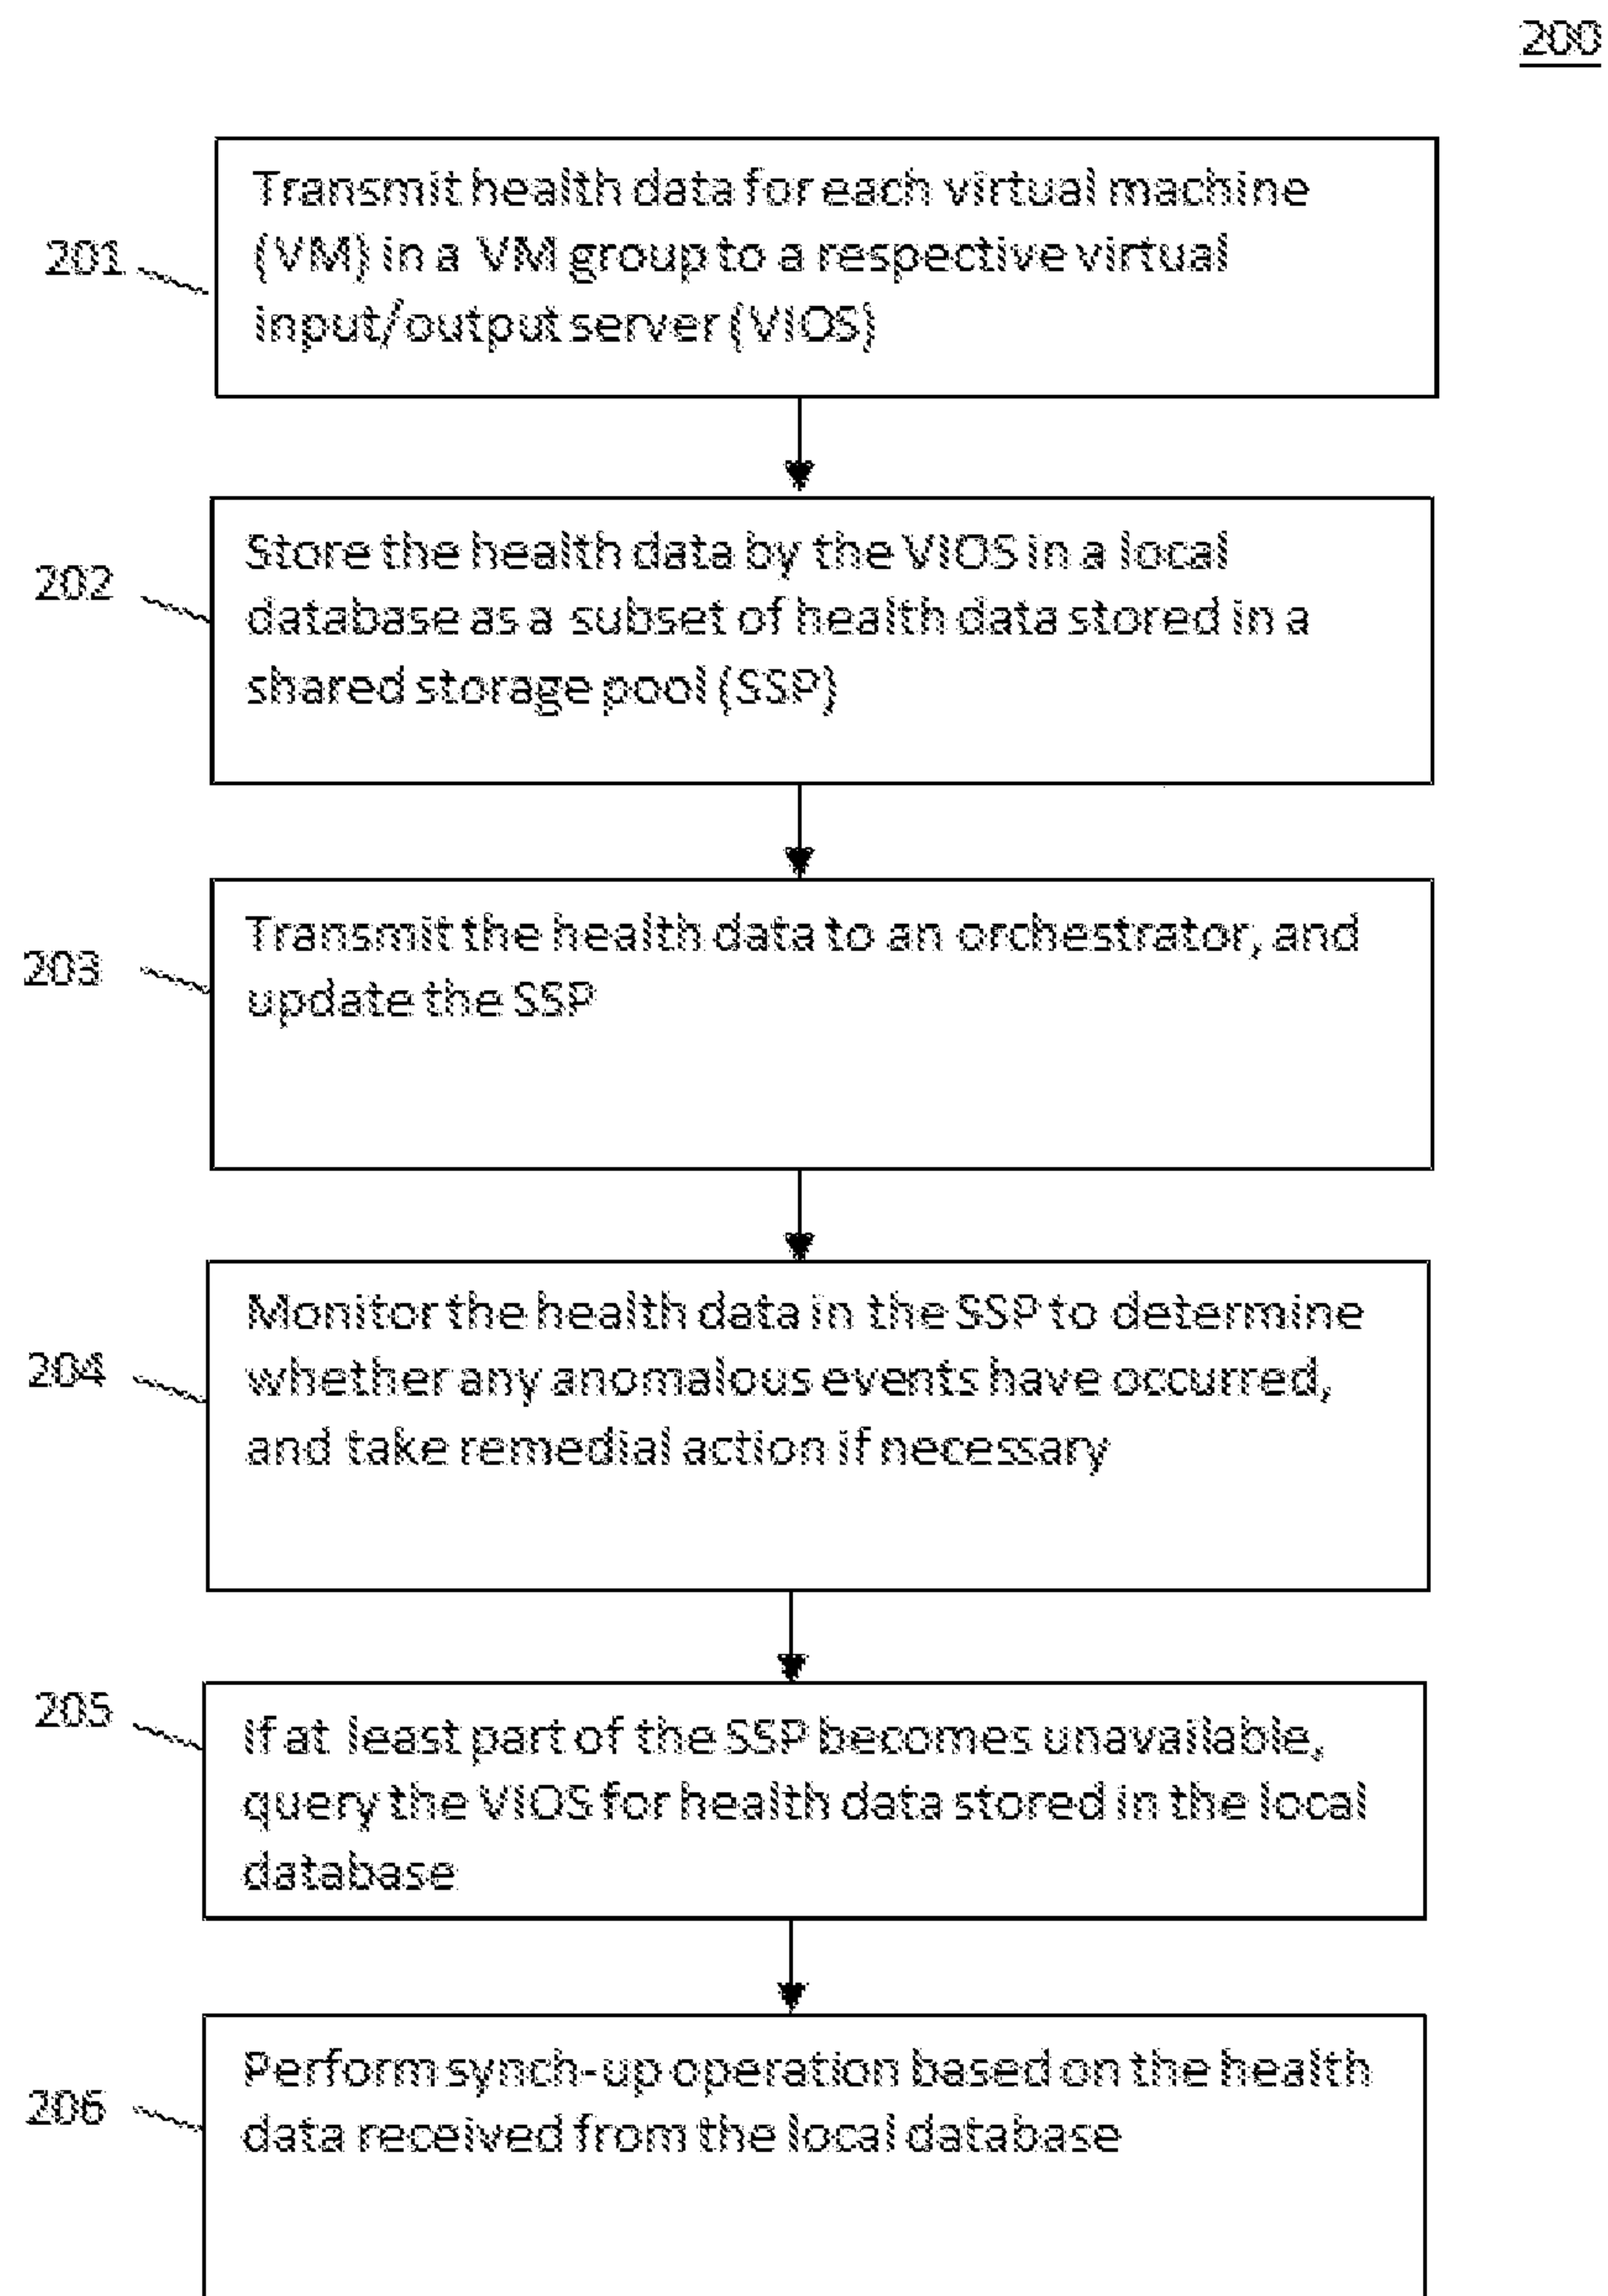 200
201
Transmit health data for each virtual machine
(VM) in a VM group to a respective virtual
input/output server (VIOS)
202
Store the health data by the VIOS in a local
database as a subset of health data stored in a
shared storage pool (SSP)
203
Transmit the health data to an orchestrator, and
update the SSP
204
Monitor the health data in the SSP to determine
whether any anomalous events have occurred,
and take remedial action if necessary
205
If at least part of the SSP becomes unavailable,
query the VIOS for health data stored in the local
database
206
Perform synch-up operation based on the health
data received from the local database